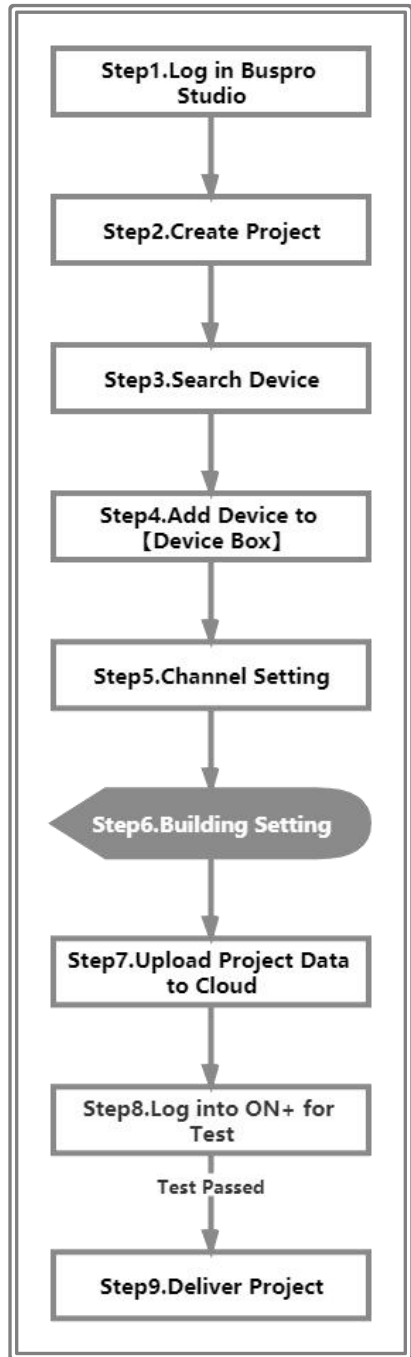 Step1.Log in Buspro
Studio
Step2.Create Project
Step3.Search Device
Step4.Add Device to
【Device Box】
Step5.Channel Setting
Step6.Building Setting
Step7.Upload Project Data
to Cloud
Step8.Log into ON+ for
Test
Test Passed
Step9.Deliver Project